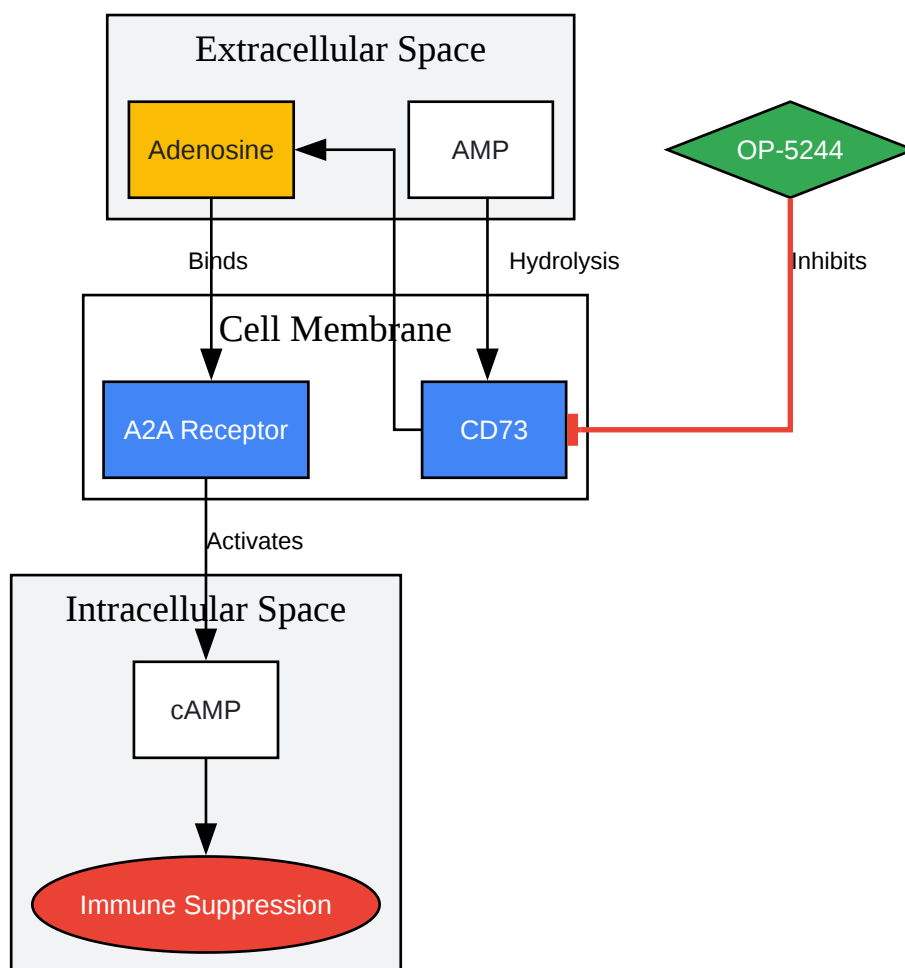 Extracellular Space
Adenosine
AMP
OP-5244
Binds
Hydrolysis
Inhibits
Cell Membrane
A2A Receptor
CD73
Activates
Intracellular Space
cAMP
Immune Suppression